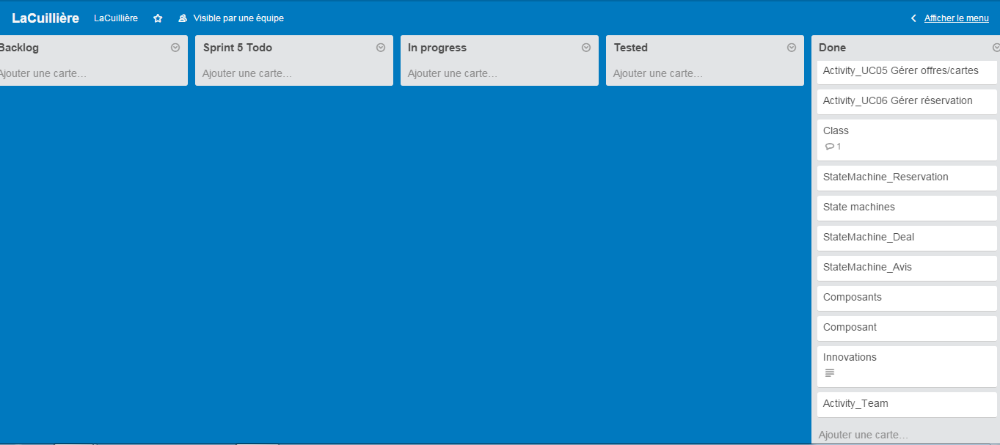 LaCuillière LaCuillière Visible par une équipe Afficher le menu
Backlog
Ajouter une carte…
Sprint 5 Todo
Ajouter une carte…
In progress
Ajouter une carte…
Tested
Ajouter une carte…
Done
Activity_UC05 Gérer offres/cartes
Activity_UC06 Gérer réservation
Class
1
StateMachine_Reservation
State machines
StateMachine_Deal
StateMachine_Avis
Composants
Composant
Innovations
Activity_Team
Ajouter une carte…